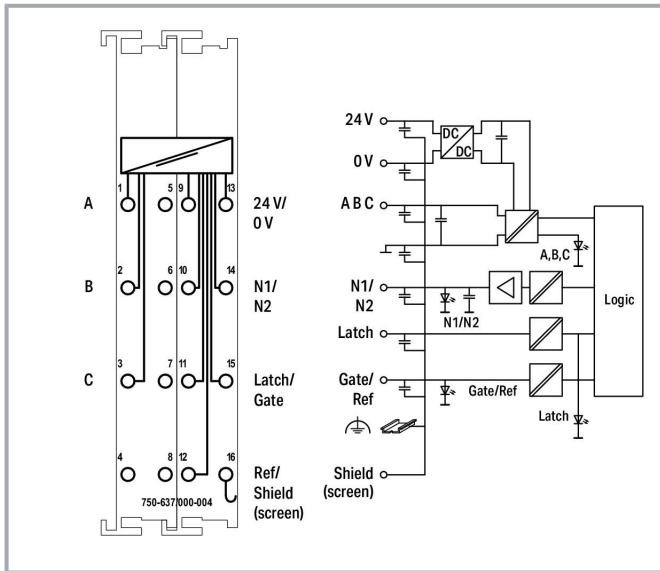 1 5 9 13
A
24 V/
0 V
2 6 10 14
B
N1/
N2
3 7 11 15
C
Latch/
Gate
4 8 12 16
Ref/
Shield
(screen)
750-637/000-004
24 V
0 V
DC
DC
A B C
A,B,C
N1/
N2
N1/N2
Logic
Latch
Gate/
Ref
Gate/Ref
Latch
Shield
(screen)